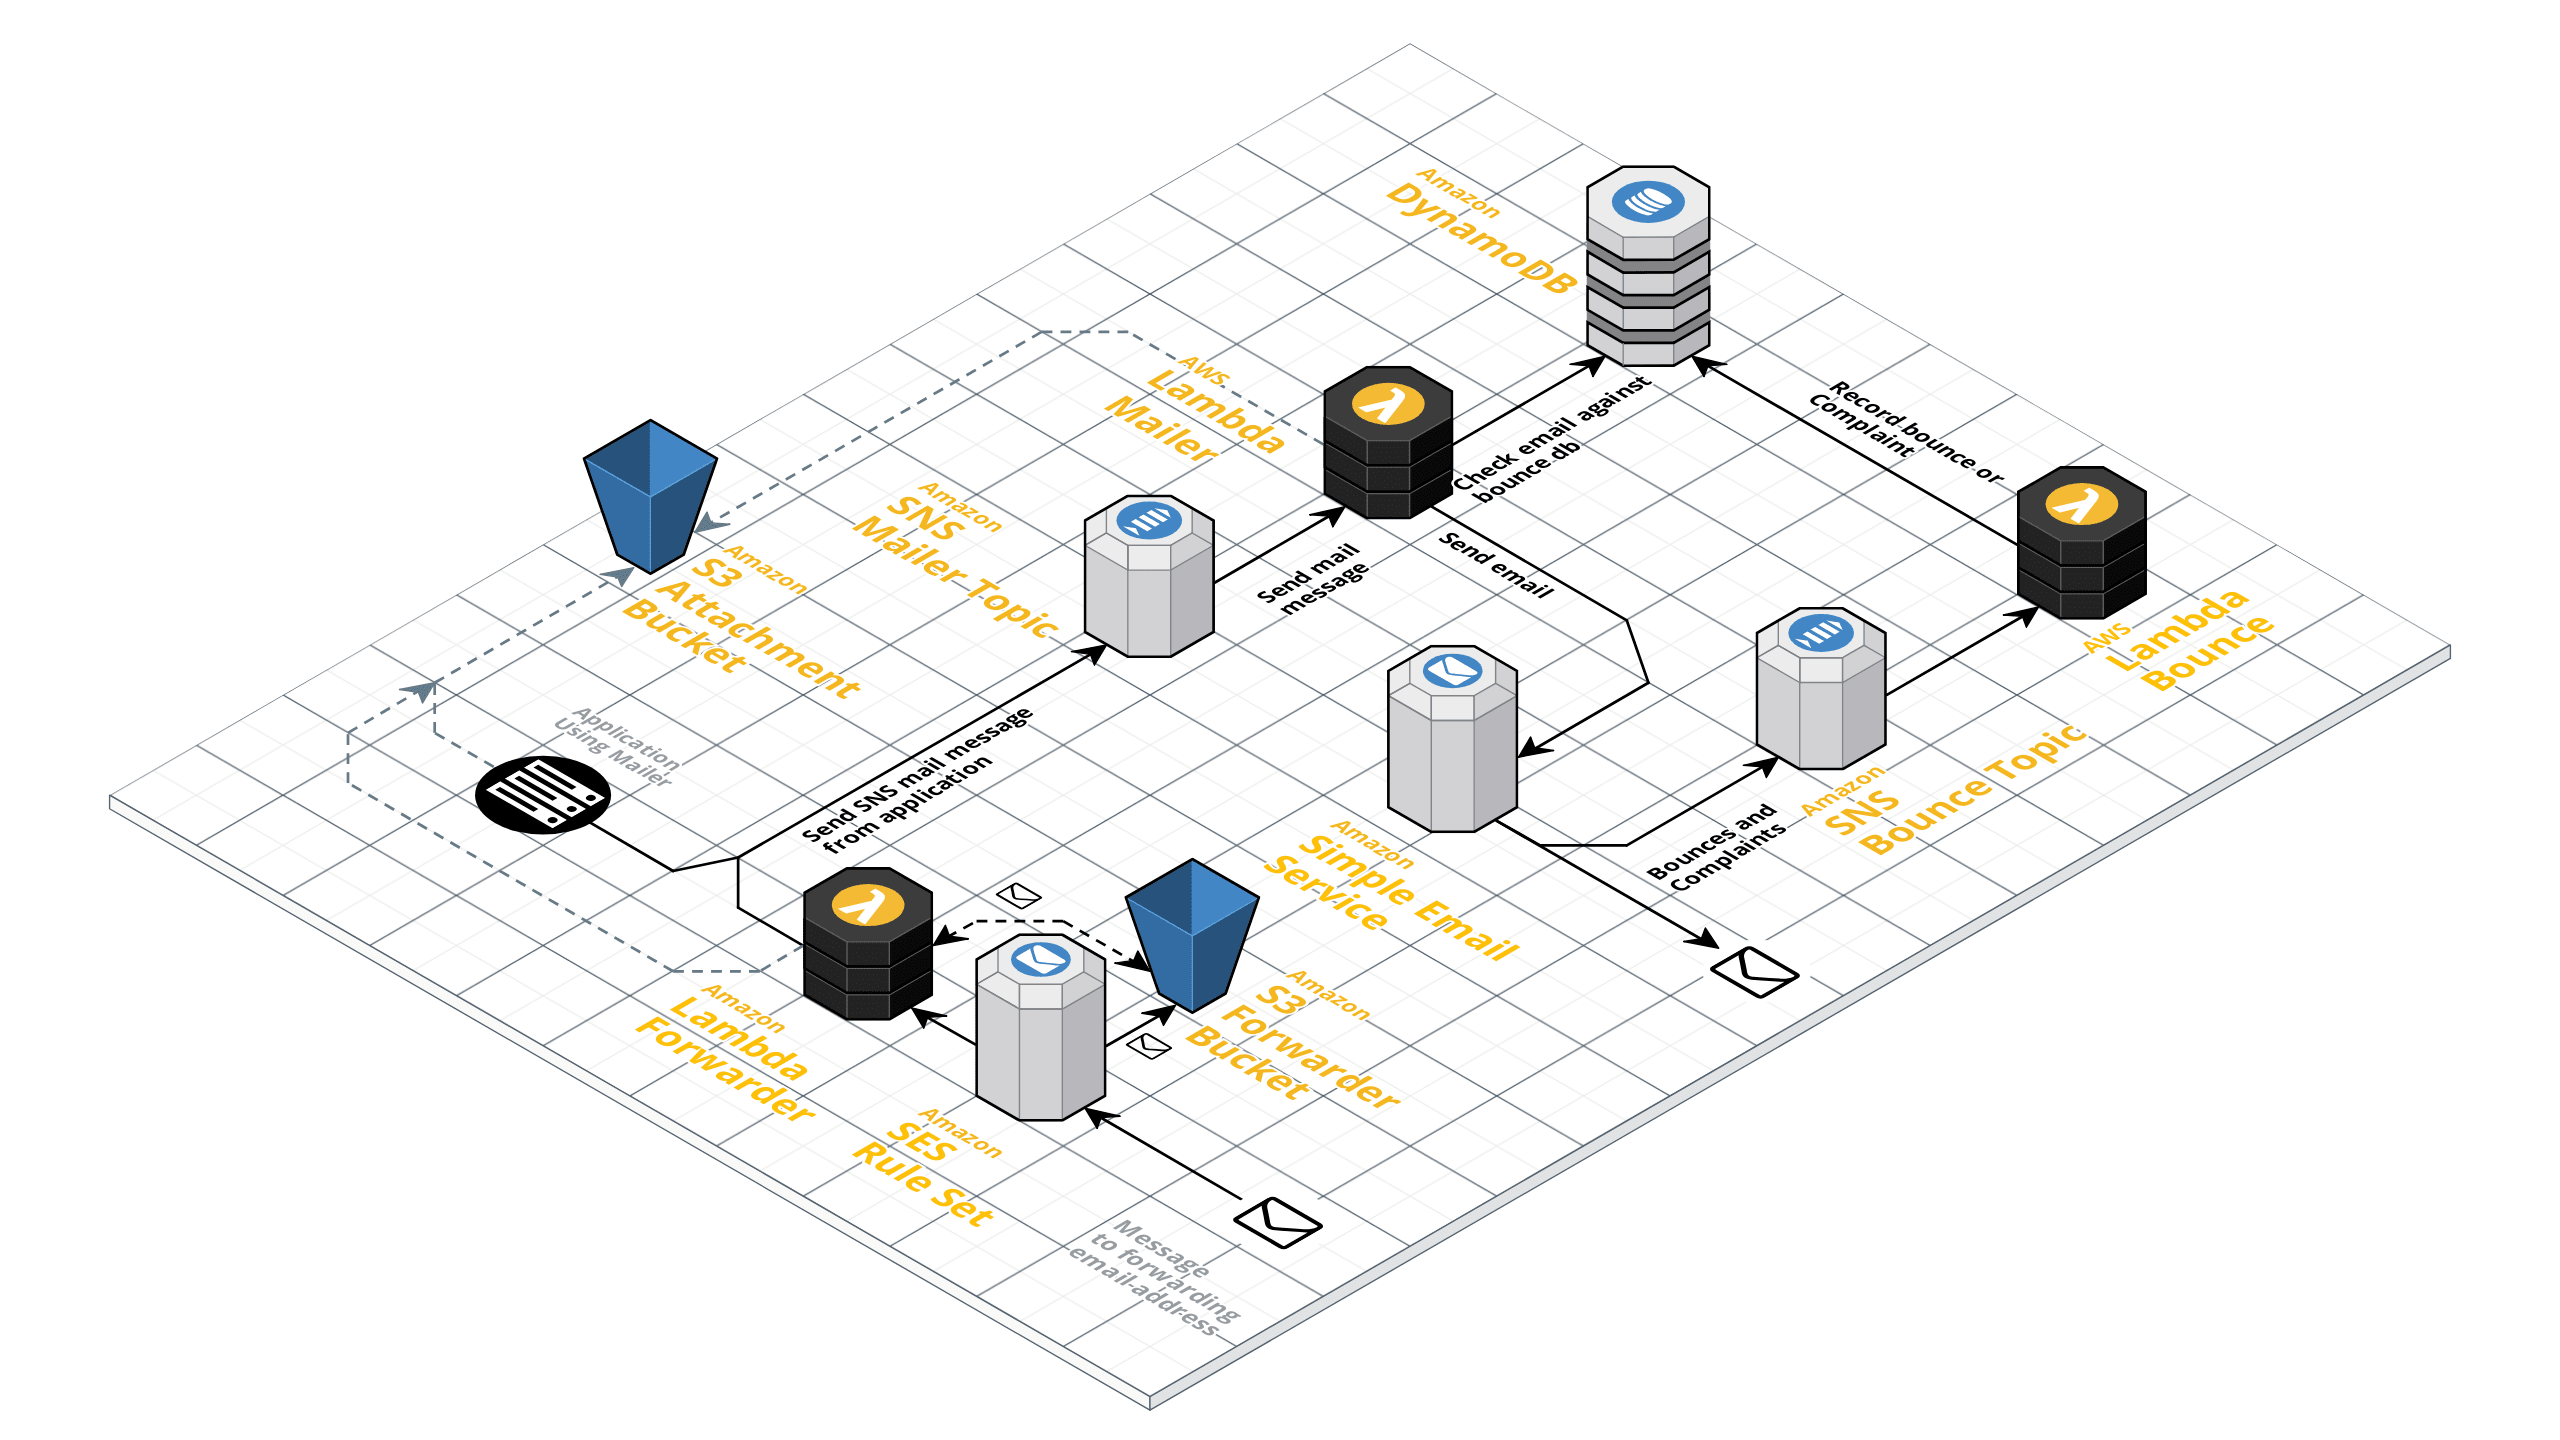 Amazon
DynamoDB
AWS
Lambda
Mailer
Check email against
bounce db
Record bounce or
Complaint
Amazon
SNS
Mailer Topic
Send mail
message
Send email
Amazon
S3
Attachment
Bucket
AWS
Lambda
Bounce
Application
Using Mailer
Send SNS mail message
from application
Amazon
SNS
Bounce Topic
Bounces and
Complaints
Amazon
Simple Email
Service
Amazon
S3
Forwarder
Bucket
Amazon
Lambda
Forwarder
Amazon
SES
Rule Set
Message
to forwarding
email-address